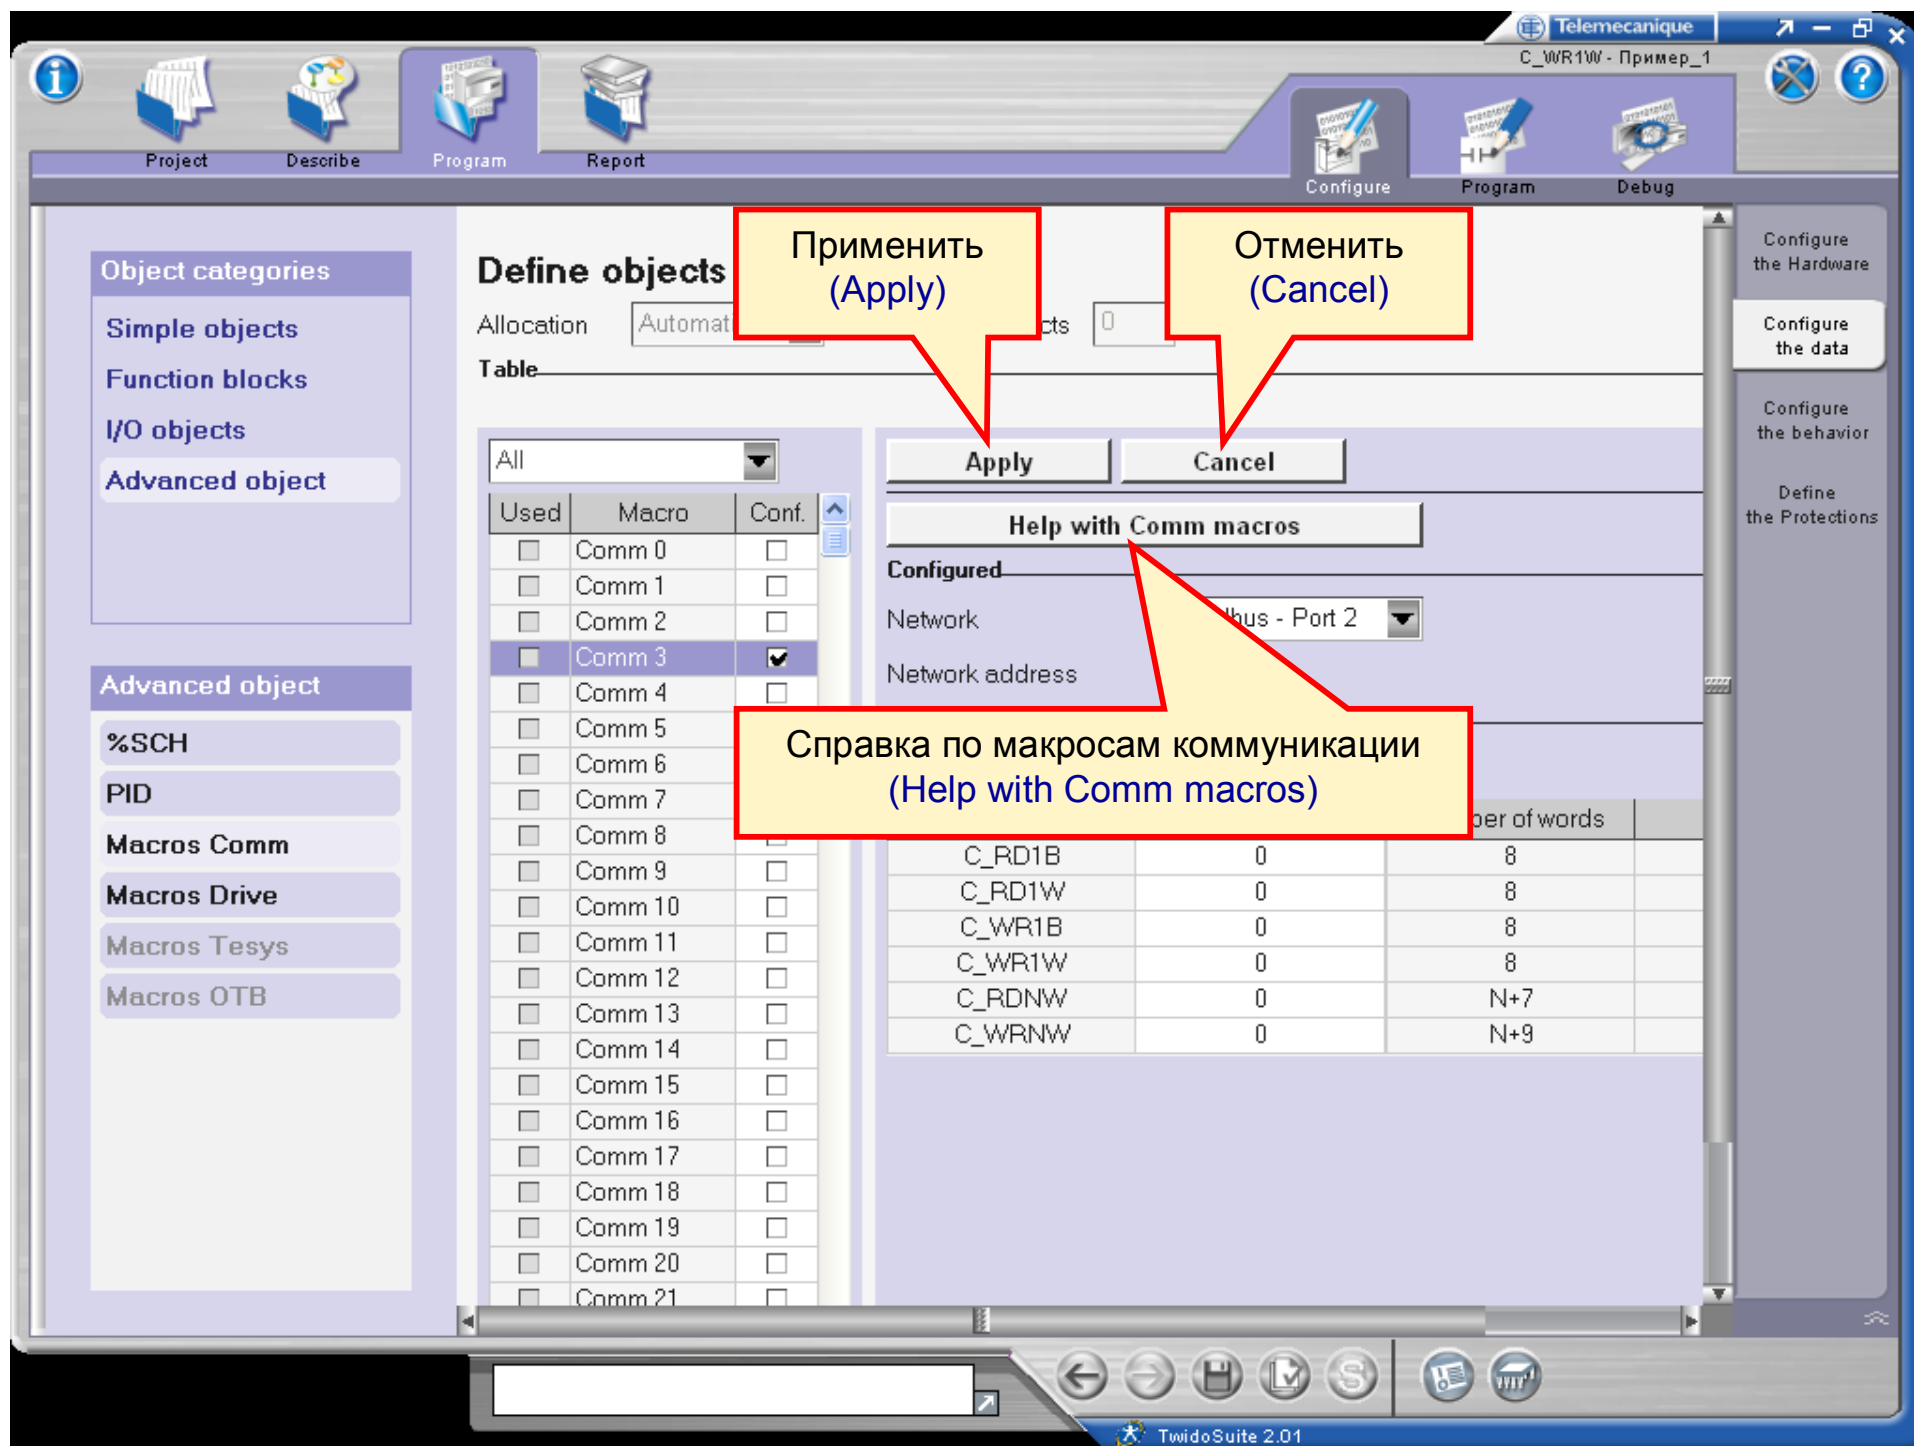 Telemecanique
C_WR1W - Пример_1
Project
Describe
Program
Report
Configure
Program
Debug
Configure
the Hardware
Configure
the data
Configure
the behavior
Define
the Protections
Object categories
Simple objects
Function blocks
I/O objects
Advanced object
Advanced object
%SCH
PID
Macros Comm
Macros Drive
Macros Tesys
Macros OTB
Define objects
Применить
(Apply)
Отменить
(Cancel)
Allocation
0
Table
All
Apply
Cancel
Help with Comm macros
Configured
Network
Port 2
Network address
Справка по макросам коммуникации
(Help with Comm macros)
Used Macro Conf.
Comm 0
Comm 1
Comm 2
Comm 3
Comm 4
Comm 5
Comm 6
Comm 7
Comm 8
Comm 9
Comm 10
Comm 11
Comm 12
Comm 13
Comm 14
Comm 15
Comm 16
Comm 17
Comm 18
Comm 19
Comm 20
Comm 21
of words
C_RD1B 0 8
C_RD1W 0 8
C_WR1B 0 8
C_WR1W 0 8
C_RDNW 0 N+7
C_WRNW 0 N+9
TwidoSuite 2.01